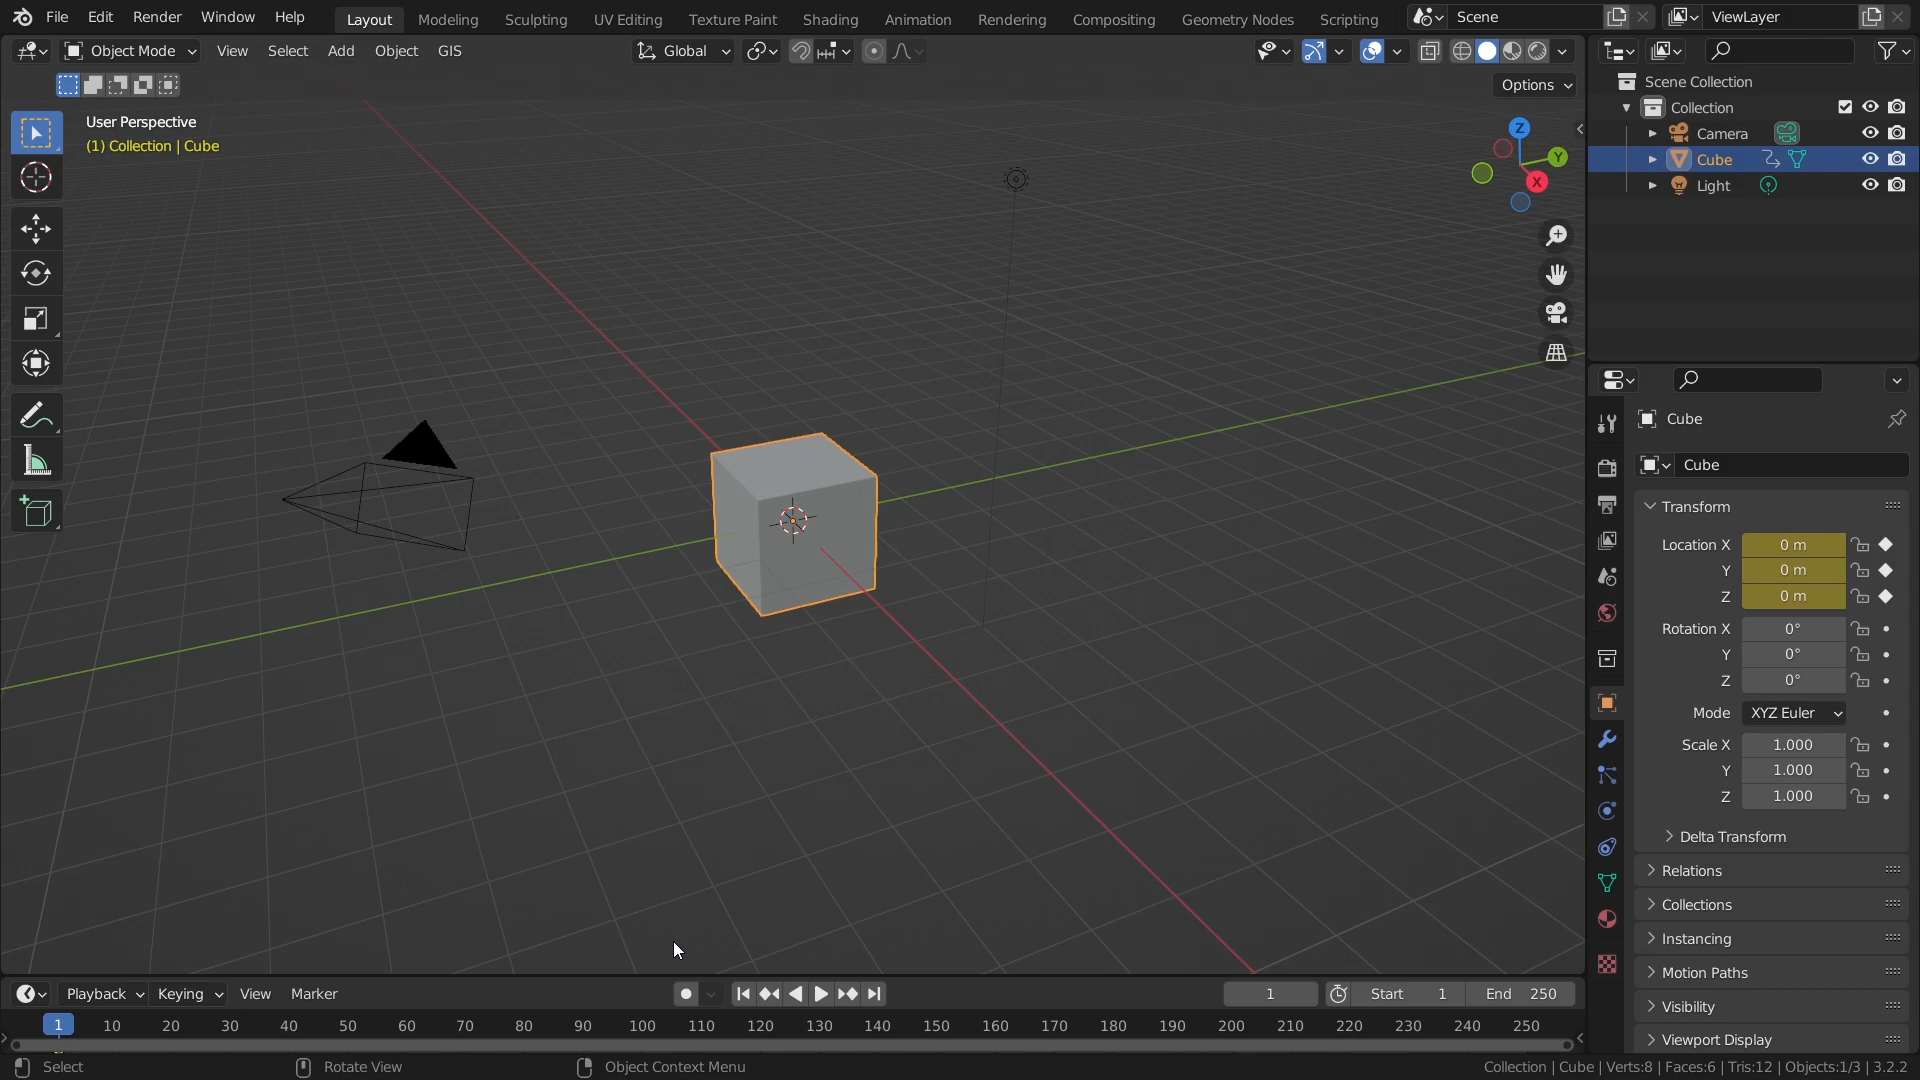 File Edit Render Window Help Layout Modeling Sculpting UV Editing Texture Paint Shading Animation Rendering Compositing Geometry Nodes Scripting Scene ViewLayer
Object Mode View Select Add Object GIS Global
Options
User Perspective
(1) Collection | Cube
Z
Y
X
Scene Collection
Collection
Camera
Cube
Light
Cube
Cube
Transform
Location X 0 m
Y 0 m
Z 0 m
Rotation X 0°
Y 0°
Z 0°
Mode XYZ Euler
Scale X 1.000
Y 1.000
Z 1.000
Delta Transform
Relations
Collections
Instancing
Motion Paths
Visibility
Viewport Display
Playback Keying View Marker 1 Start 1 End 250
1 10 20 30 40 50 60 70 80 90 100 110 120 130 140 150 160 170 180 190 200 210 220 230 240 250
Select Rotate View Object Context Menu Collection | Cube | Verts:8 | Faces:6 | Tris:12 | Objects:1/3 | 3.2.2